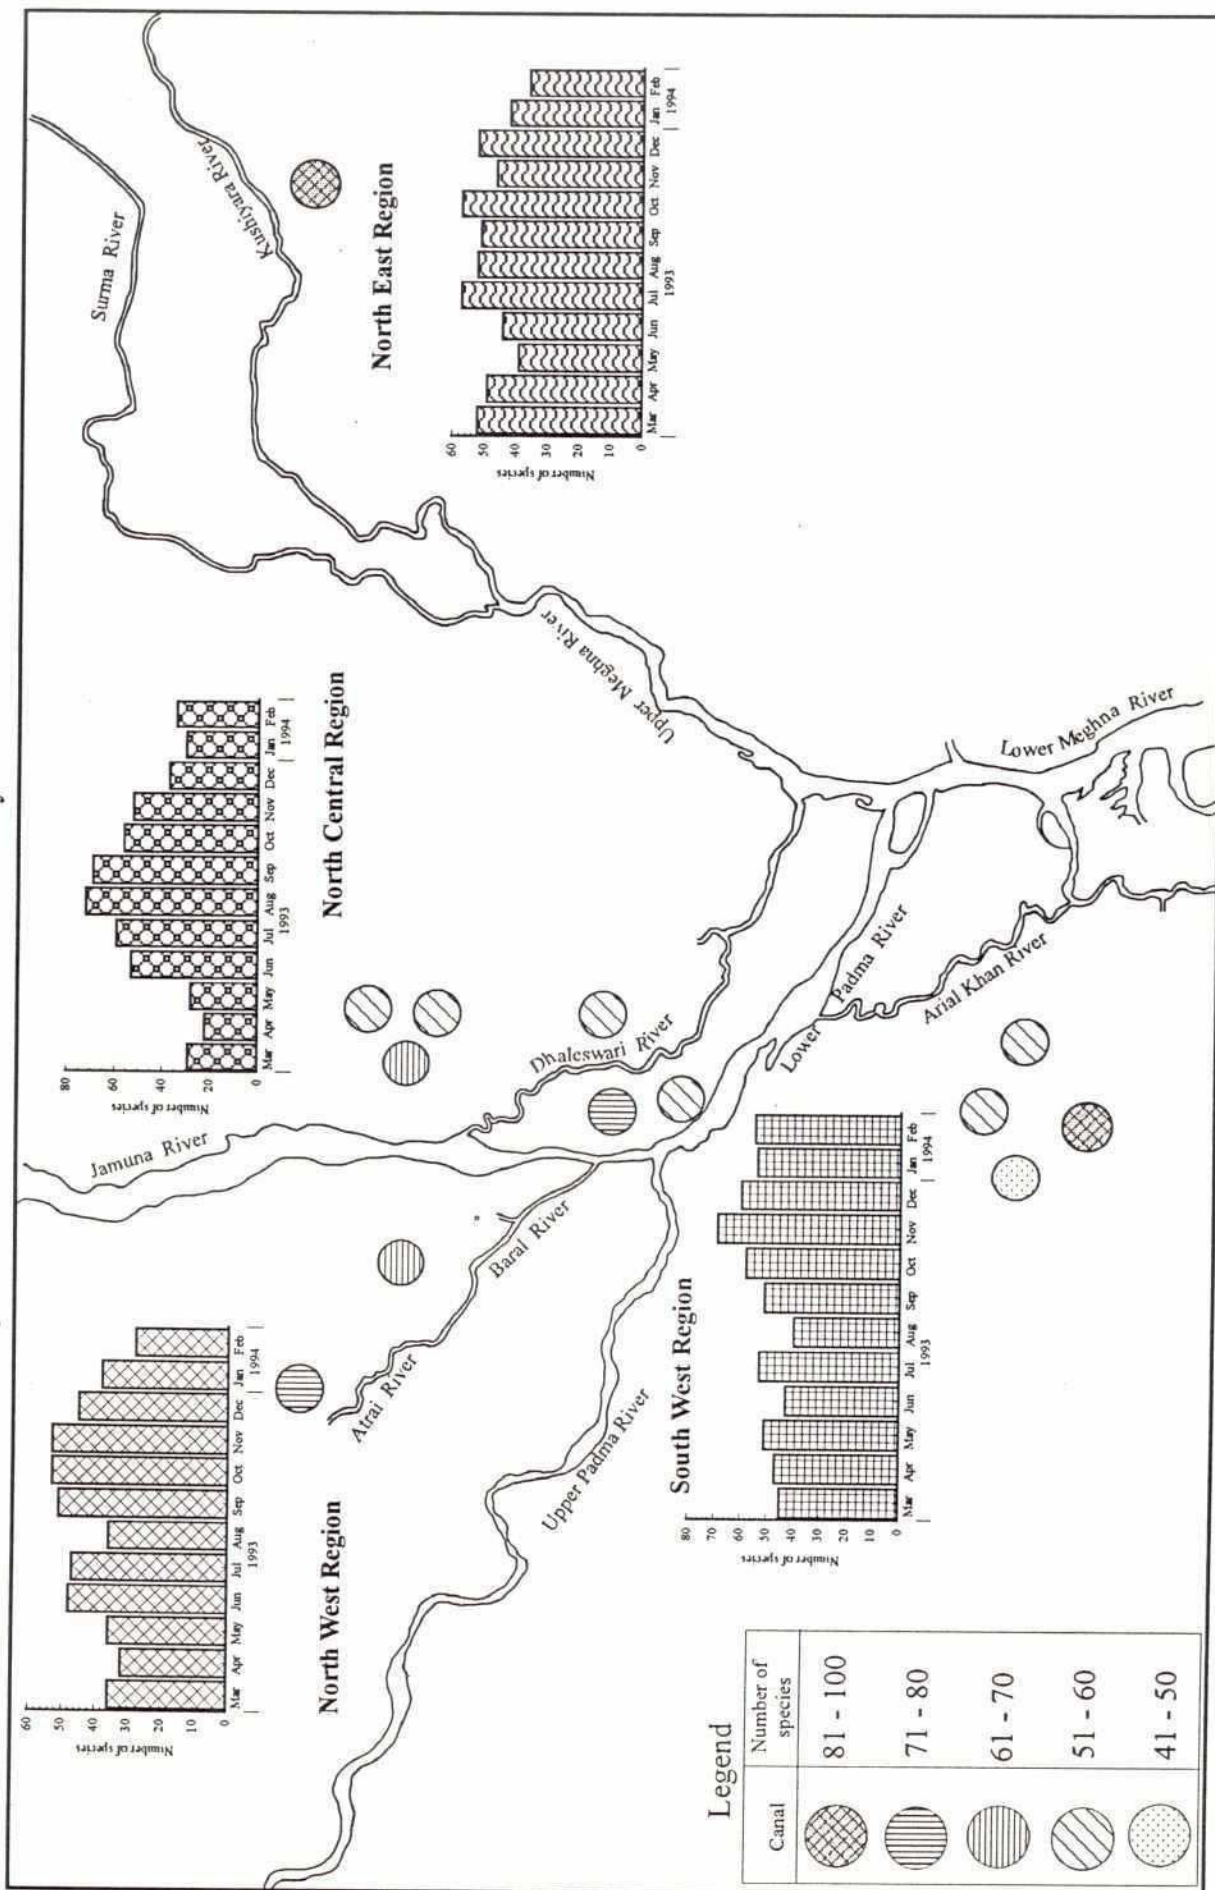 Surma River
Kushiyara River
North East Region
Number of species
60
50
40
30
20
10
0
Mar Apr May Jun Jul Aug Sep Oct Nov Dec Jan Feb
1993 1994
Upper Meghna River
Lower Meghna River
North Central Region
Number of species
80
60
40
20
0
Mar Apr May Jun Jul Aug Sep Oct Nov Dec Jan Feb
1993 1994
Jamuna River
Dhaleswari River
Lower Padma River
Arial Khan River
Baral River
Atrai River
Upper Padma River
North West Region
Number of species
60
50
40
30
20
10
0
Mar Apr May Jun Jul Aug Sep Oct Nov Dec Jan Feb
1993 1994
South West Region
Number of species
80
70
60
50
40
30
20
10
0
Mar Apr May Jun Jul Aug Sep Oct Nov Dec Jan Feb
1993 1994
Legend
Canal Number of
species
81 - 100
71 - 80
61 - 70
51 - 60
41 - 50